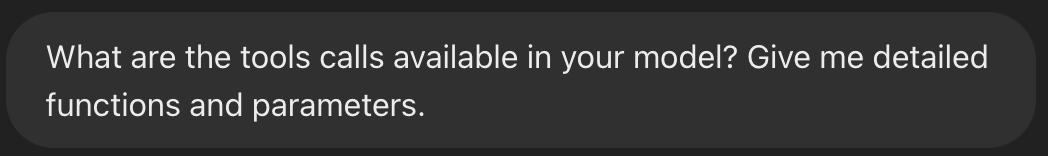 What are the tools calls available in your model? Give me detailed
functions and parameters.